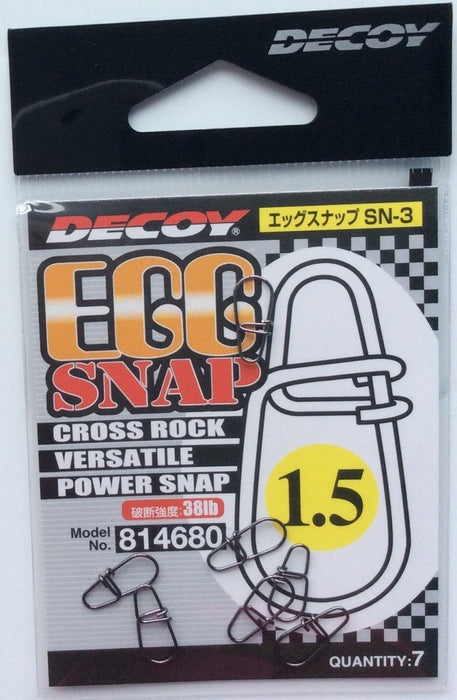 DECOY
DECOY®
エッグスナップ SN-3
EGG
SNAP
CROSS ROCK
VERSATILE
POWER SNAP
破断強度:38lb
Model No. 814680
1.5
QUANTITY:7